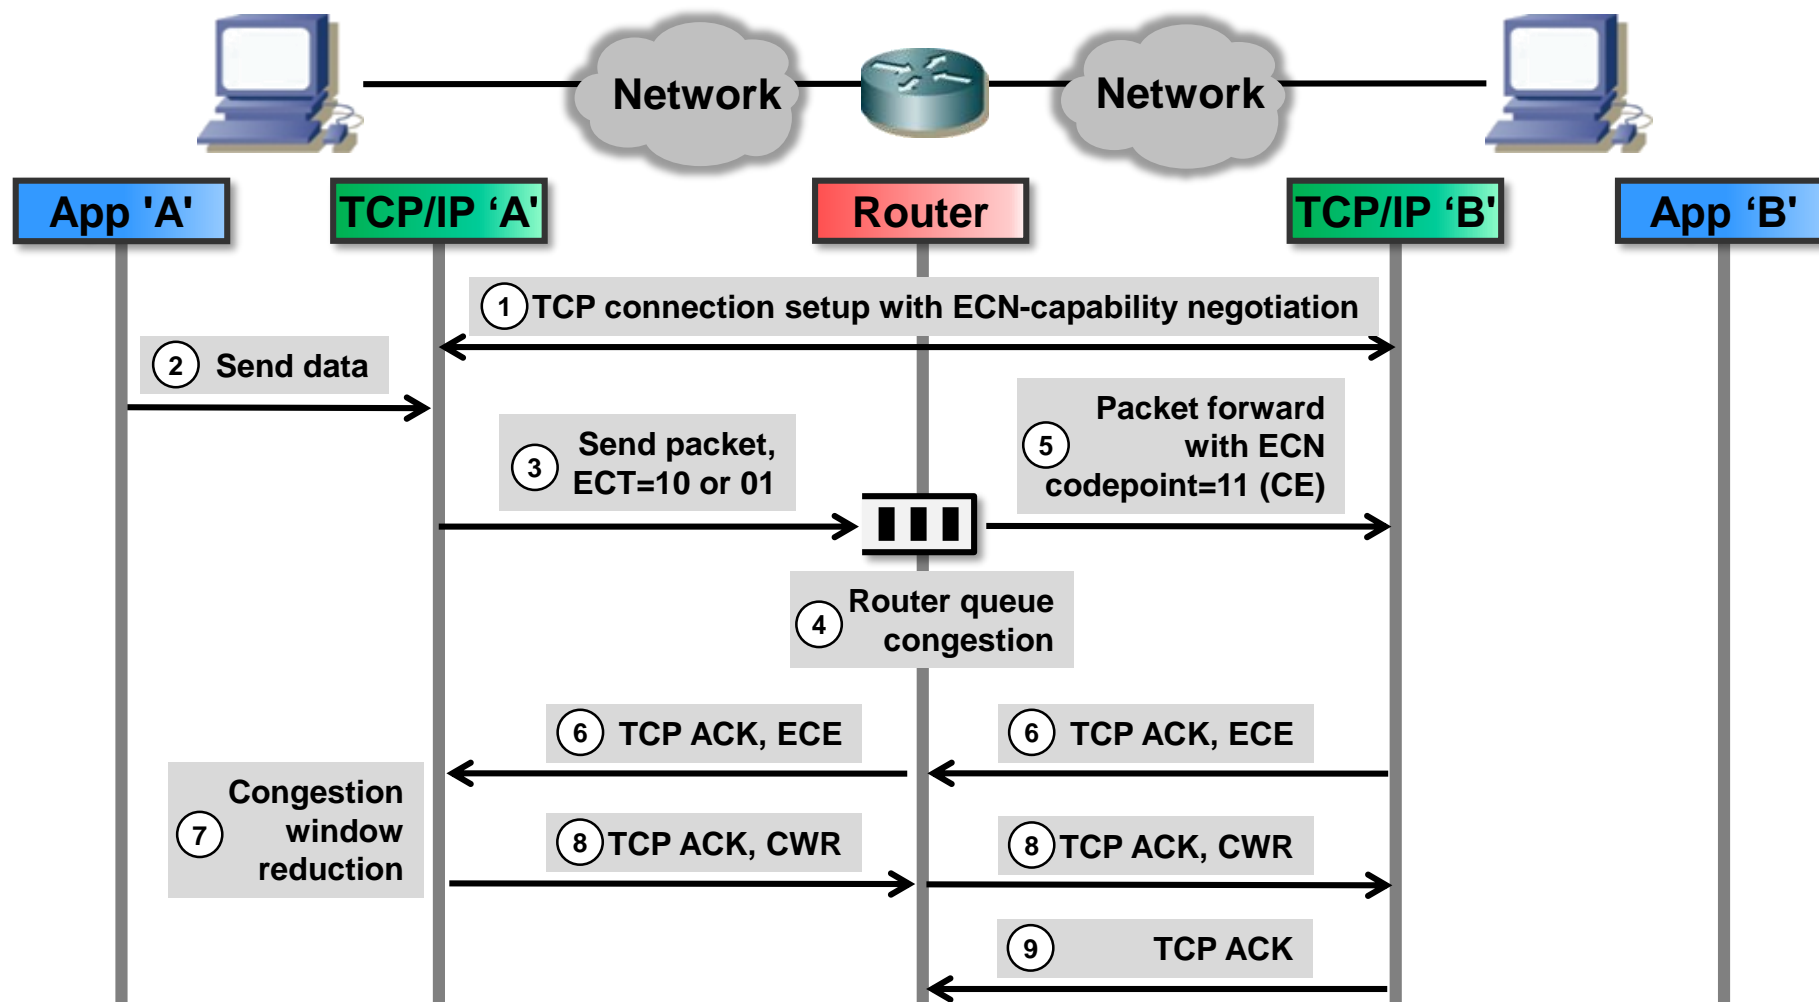 Network
Network
App 'A'
TCP/IP ‘A'
Router
TCP/IP ‘B'
App ‘B'
1 TCP connection setup with ECN-capability negotiation
2 Send data
3 Send packet,
ECT=10 or 01
5 Packet forward
with ECN
codepoint=11 (CE)
4 Router queue
congestion
6 TCP ACK, ECE
6 TCP ACK, ECE
7 Congestion
window
reduction
8 TCP ACK, CWR
8 TCP ACK, CWR
9 TCP ACK